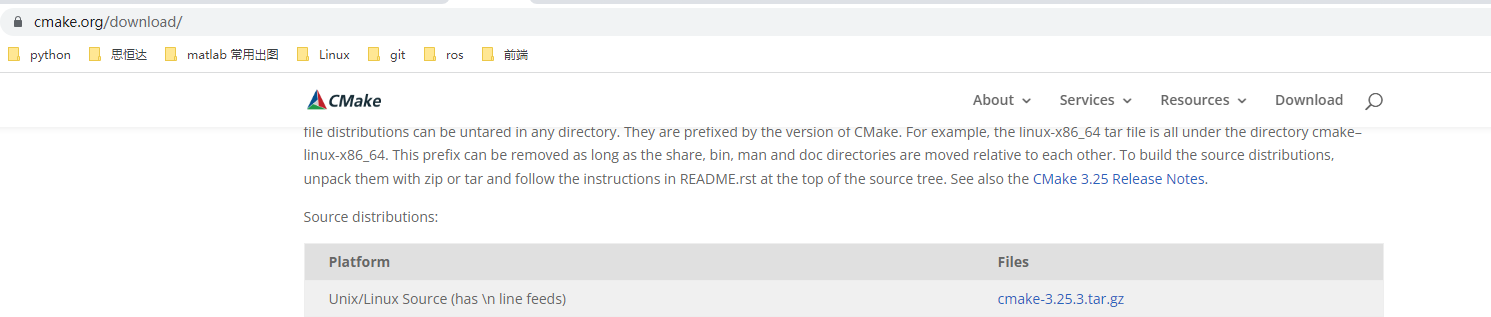 cmake.org/download/
python 思恒达 matlab 常用出图 Linux git ros 前端
CMake About Services Resources Download
file distributions can be untared in any directory. They are prefixed by the version of CMake. For example, the linux-x86_64 tar file is all under the directory cmake–
linux-x86_64. This prefix can be removed as long as the share, bin, man and doc directories are moved relative to each other. To build the source distributions,
unpack them with zip or tar and follow the instructions in README.rst at the top of the source tree. See also the CMake 3.25 Release Notes.
Source distributions:
Platform Files
Unix/Linux Source (has \n line feeds) cmake-3.25.3.tar.gz